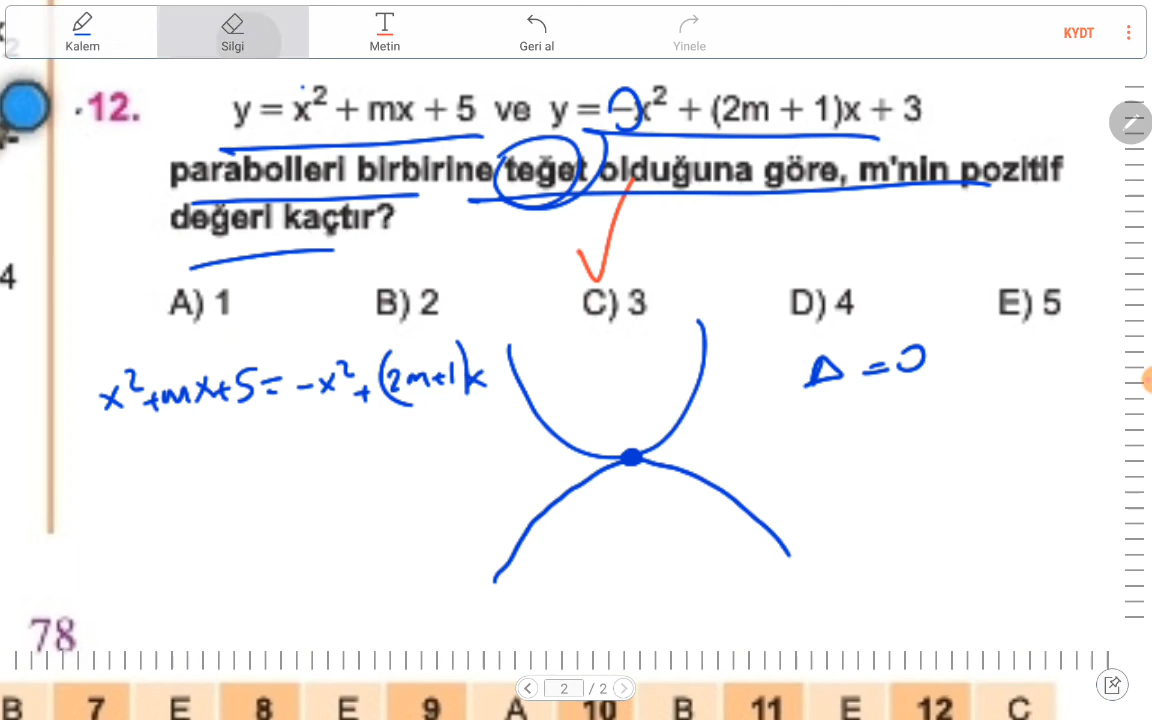 Kalem Silgi Metin Geri al Yinele KYDT
12. y = x² + mx + 5 ve y = -x² + (2m + 1)x + 3
parabolleri birbirine teğet olduğuna göre, m'nin pozitif
değeri kaçtır?
4
A) 1 B) 2 C) 3 D) 4 E) 5
x²+mx+5=-x²+(2m+1)x
Δ=0
78
2 / 2
B 7 E 8 E 9 A 10 B 11 E 12 C